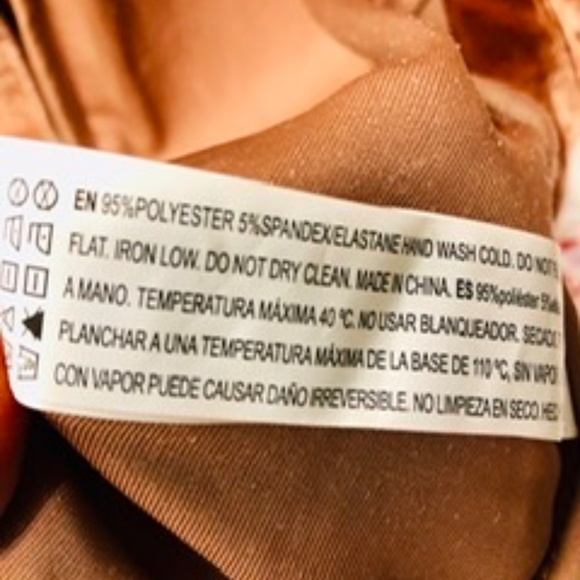 EN 95%POLYESTER 5%SPANDEX/ELASTANE HAND WASH COLD. DO NOT
FLAT. IRON LOW. DO NOT DRY CLEAN. MADE IN CHINA. ES 95%poliéster
A MANO. TEMPERATURA MÁXIMA 40 ºC. NO USAR BLANQUEADOR.
PLANCHAR A UNA TEMPERATURA MÁXIMA DE LA BASE DE 110 ºC, SIN VAPOR
CON VAPOR PUEDE CAUSAR DAÑO IRREVERSIBLE. NO LIMPIEZA EN SECO.